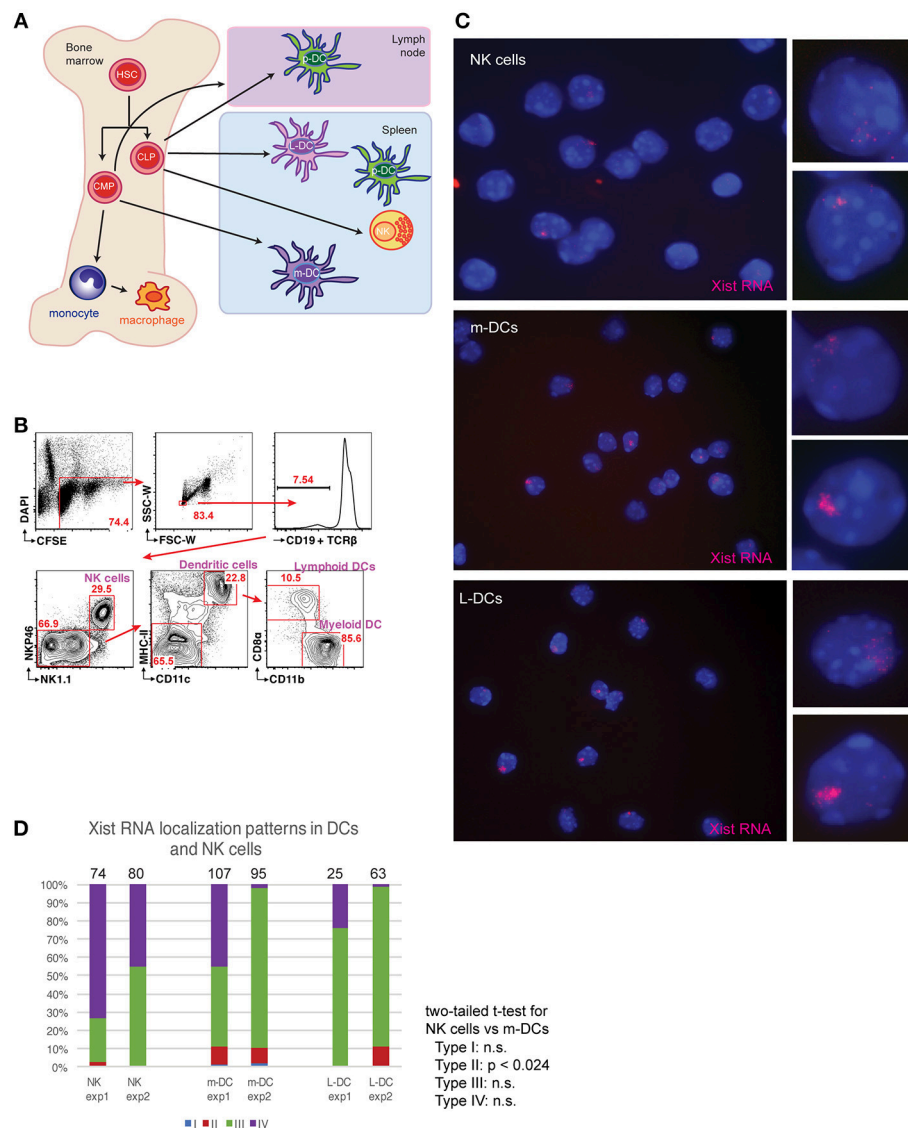 A
Bone
marrow
HSC
CLP
CMP
monocyte
macrophage
Lymph
node
p-DC
Spleen
L-DC
p-DC
NK
m-DC
B
DAPI
CFSE
74.4
SSC-W
FSC-W
83.4
7.54
CD19 + TCRβ
NK cells
29.5
66.9
NKP46
NK1.1
Dendritic cells
22.8
65.5
MHC-II
CD11c
Lymphoid DCs
10.5
Myeloid DC
85.6
CD8α
CD11b
C
NK cells
Xist RNA
m-DCs
Xist RNA
L-DCs
Xist RNA
D
Xist RNA localization patterns in DCs
and NK cells
74 80 107 95 25 63
100%
90%
80%
70%
60%
50%
40%
30%
20%
10%
0%
NK NK m-DC m-DC L-DC L-DC
exp1 exp2 exp1 exp2 exp1 exp2
I II III IV
two-tailed t-test for
NK cells vs m-DCs
Type I: n.s.
Type II: p < 0.024
Type III: n.s.
Type IV: n.s.